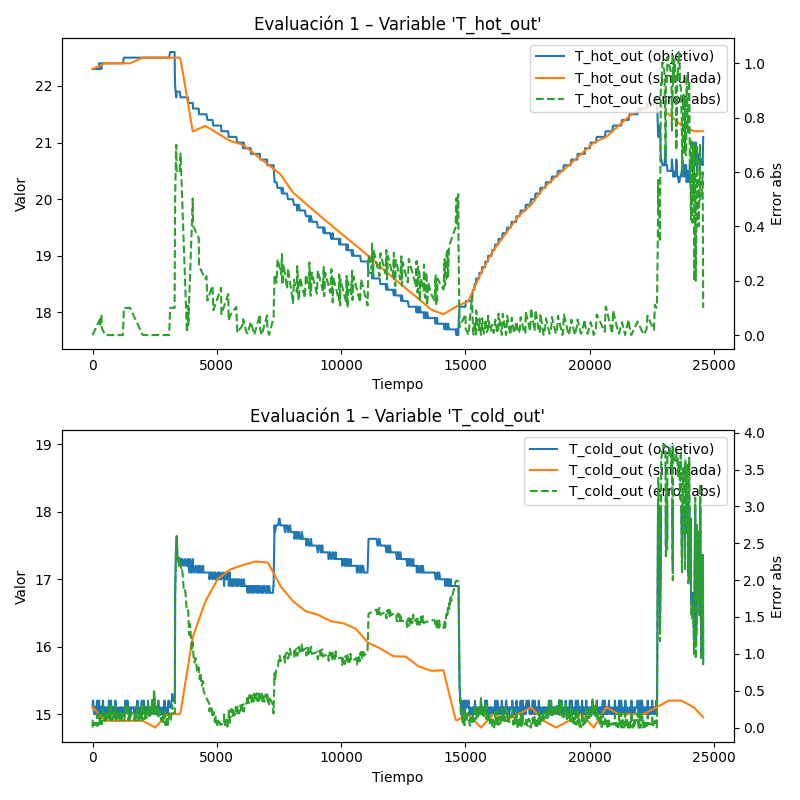 Evaluación 1 – Variable 'T_hot_out'
T_hot_out (objetivo)
T_hot_out (simulada)
T_hot_out (error abs)
Valor
22
21
20
19
18
1.0
0.8
0.6
0.4
0.2
0.0
Error abs
0 5000 10000 15000 20000 25000
Tiempo
Evaluación 1 – Variable 'T_cold_out'
T_cold_out (objetivo)
T_cold_out (simulada)
T_cold_out (error abs)
Valor
19
18
17
16
15
4.0
3.5
3.0
2.5
2.0
1.5
1.0
0.5
0.0
Error abs
0 5000 10000 15000 20000 25000
Tiempo